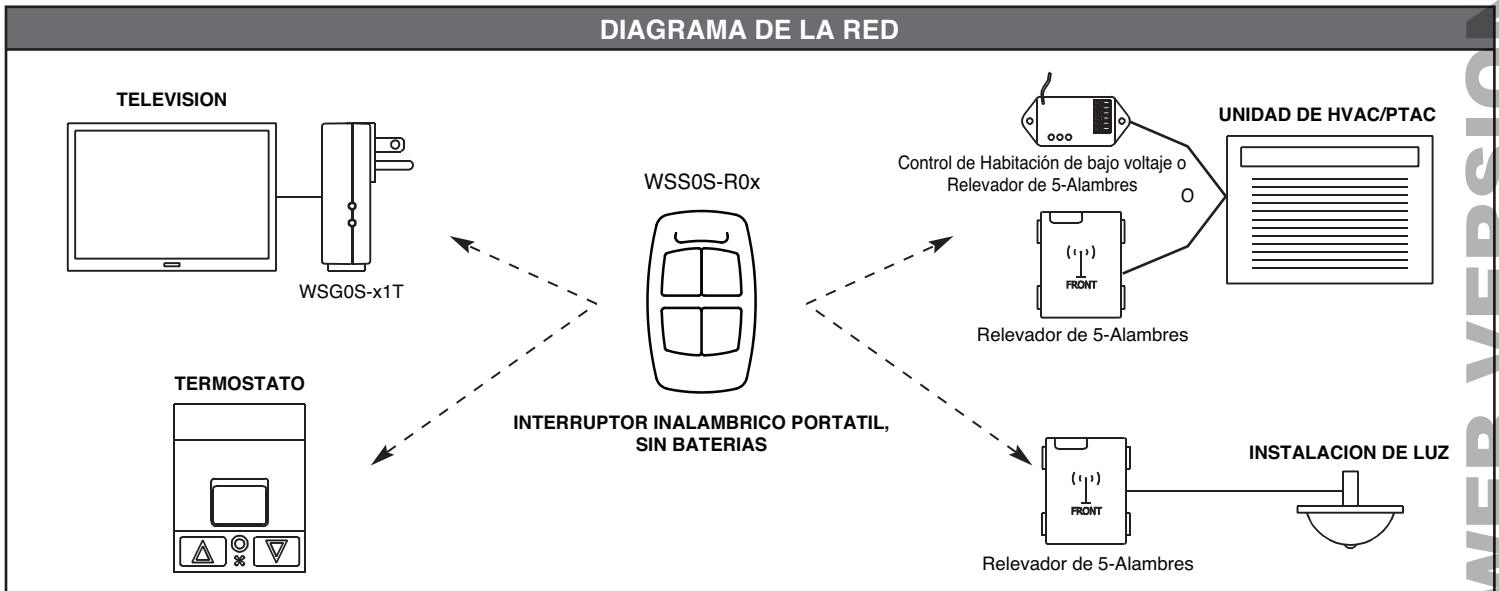 DIAGRAMA DE LA RED
TELEVISION
WSG0S-x1T
TERMOSTATO
WSS0S-R0x
INTERRUPTOR INALAMBRICO PORTATIL,
SIN BATERIAS
Control de Habitación de bajo voltaje o
Relevador de 5-Alambres
O
UNIDAD DE HVAC/PTAC
FRONT
Relevador de 5-Alambres
FRONT
Relevador de 5-Alambres
INSTALACION DE LUZ
VERSION